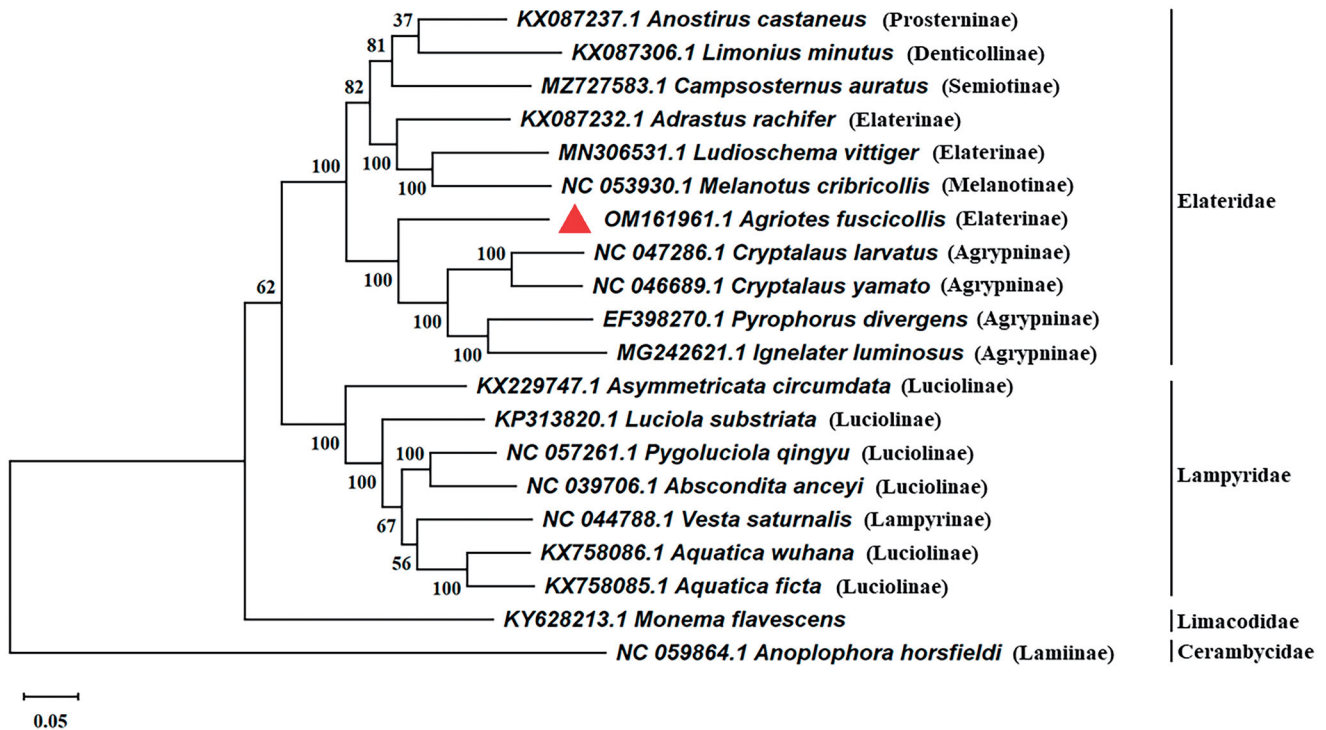 37 KX087237.1 Anostirus castaneus (Prosterninae)
81 KX087306.1 Limonius minutus (Denticollinae)
82 MZ727583.1 Campsosternus auratus (Semiotinae)
KX087232.1 Adrastus rachifer (Elaterinae)
100 100 MN306531.1 Ludioschema vittiger (Elaterinae)
100 NC 053930.1 Melanotus cribricollis (Melanotinae)
Elateridae
OM161961.1 Agriotes fuscicollis (Elaterinae)
100 NC 047286.1 Cryptalaus larvatus (Agrypninae)
62 100 NC 046689.1 Cryptalaus yamato (Agrypninae)
100 EF398270.1 Pyrophorus divergens (Agrypninae)
100 MG242621.1 Ignelater luminosus (Agrypninae)
KX229747.1 Asymmetricata circumdata (Luciolinae)
KP313820.1 Luciola substriata (Luciolinae)
100 100 NC 057261.1 Pygoluciola qingyu (Luciolinae)
Lampyridae
100 NC 039706.1 Abscondita anceyi (Luciolinae)
67 NC 044788.1 Vesta saturnalis (Lampyrinae)
56 KX758086.1 Aquatica wuhana (Luciolinae)
100 KX758085.1 Aquatica ficta (Luciolinae)
KY628213.1 Monema flavescens Limacodidae
NC 059864.1 Anoplophora horsfieldi (Lamiinae) Cerambycidae
0.05